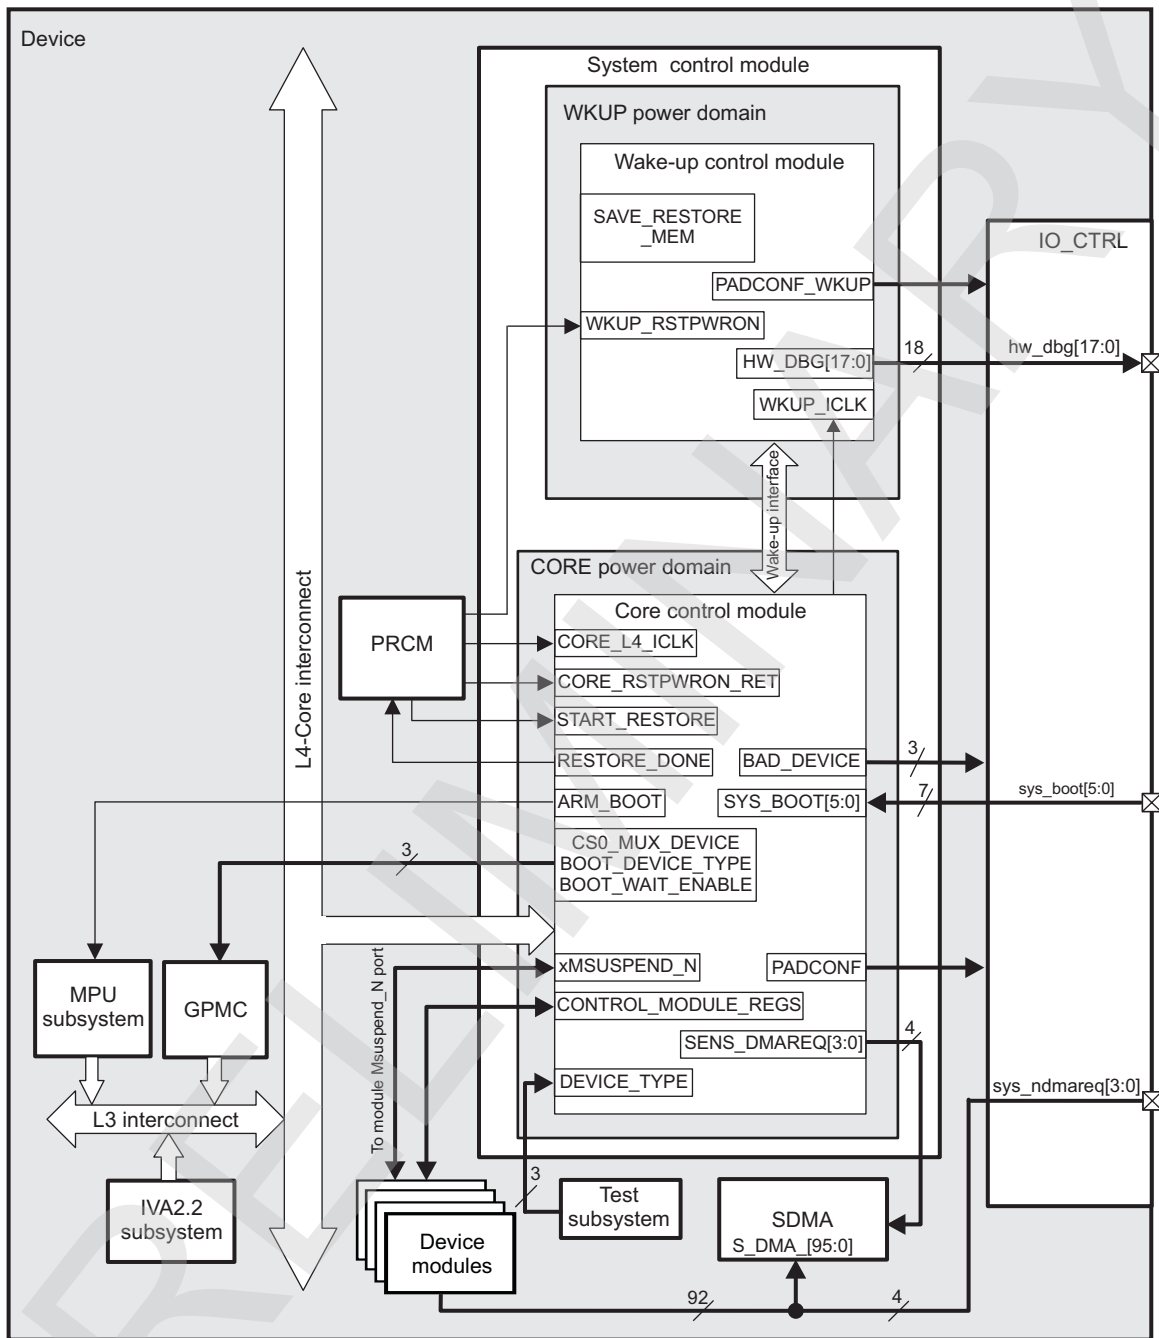 Device
System control module
WKUP power domain
Wake-up control module
SAVE_RESTORE
_MEM
IO_CTRL
PADCONF_WKUP
WKUP_RSTPWRON
18
hw_dbg[17:0]
HW_DBG[17:0]
WKUP_ICLK
Wake-up interface
CORE power domain
Core control module
L4-Core interconnect
PRCM
CORE_L4_ICLK
CORE_RSTPWRON_RET
START_RESTORE
RESTORE_DONE
BAD_DEVICE
3
ARM_BOOT
SYS_BOOT[5:0]
7
sys_boot[5:0]
3
CS0_MUX_DEVICE
BOOT_DEVICE_TYPE
BOOT_WAIT_ENABLE
To module Msuspend_N port
xMSUSPEND_N
PADCONF
MPU
subsystem
GPMC
CONTROL_MODULE_REGS
SENS_DMAREQ[3:0]
4
DEVICE_TYPE
sys_ndmareq[3:0]
L3 interconnect
3
IVA2.2
subsystem
Test
subsystem
SDMA
S_DMA_[95:0]
Device
modules
92
4
PRELIMINARY